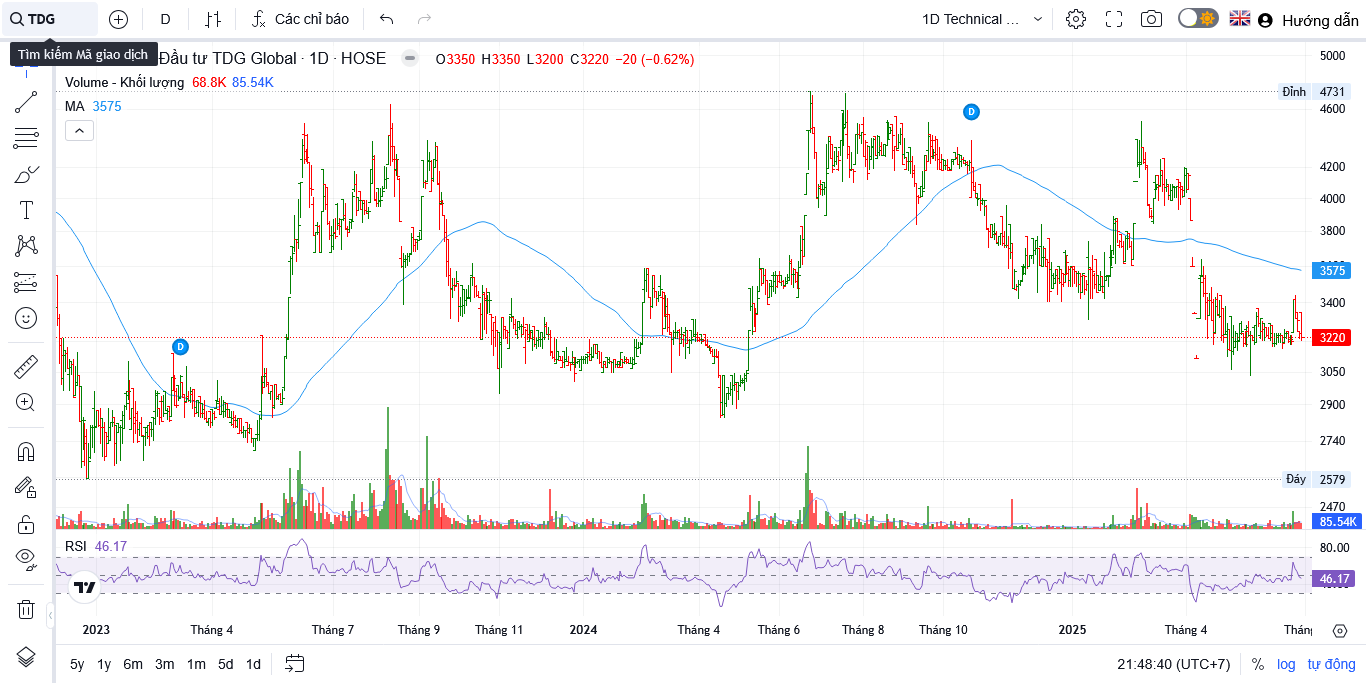 TDG
D
Các chỉ báo
1D Technical ...
Hướng dẫn
Tìm kiếm Mã giao dịch
Đầu tư TDG Global · 1D · HOSE
O3350 H3350 L3200 C3220 −20 (−0.62%)
Volume - Khối lượng 68.8K 85.54K
MA 3575
5000
Đỉnh 4731
4600
D
4200
4000
3800
3575
3400
D
3220
3050
2900
2740
Đáy 2579
2470
85.54K
RSI 46.17
80.00
46.17
2023 Tháng 4 Tháng 7 Tháng 9 Tháng 11 2024 Tháng 4 Tháng 6 Tháng 8 Tháng 10 2025 Tháng 4
5y 1y 6m 3m 1m 5d 1d
21:48:40 (UTC+7) % log tự động